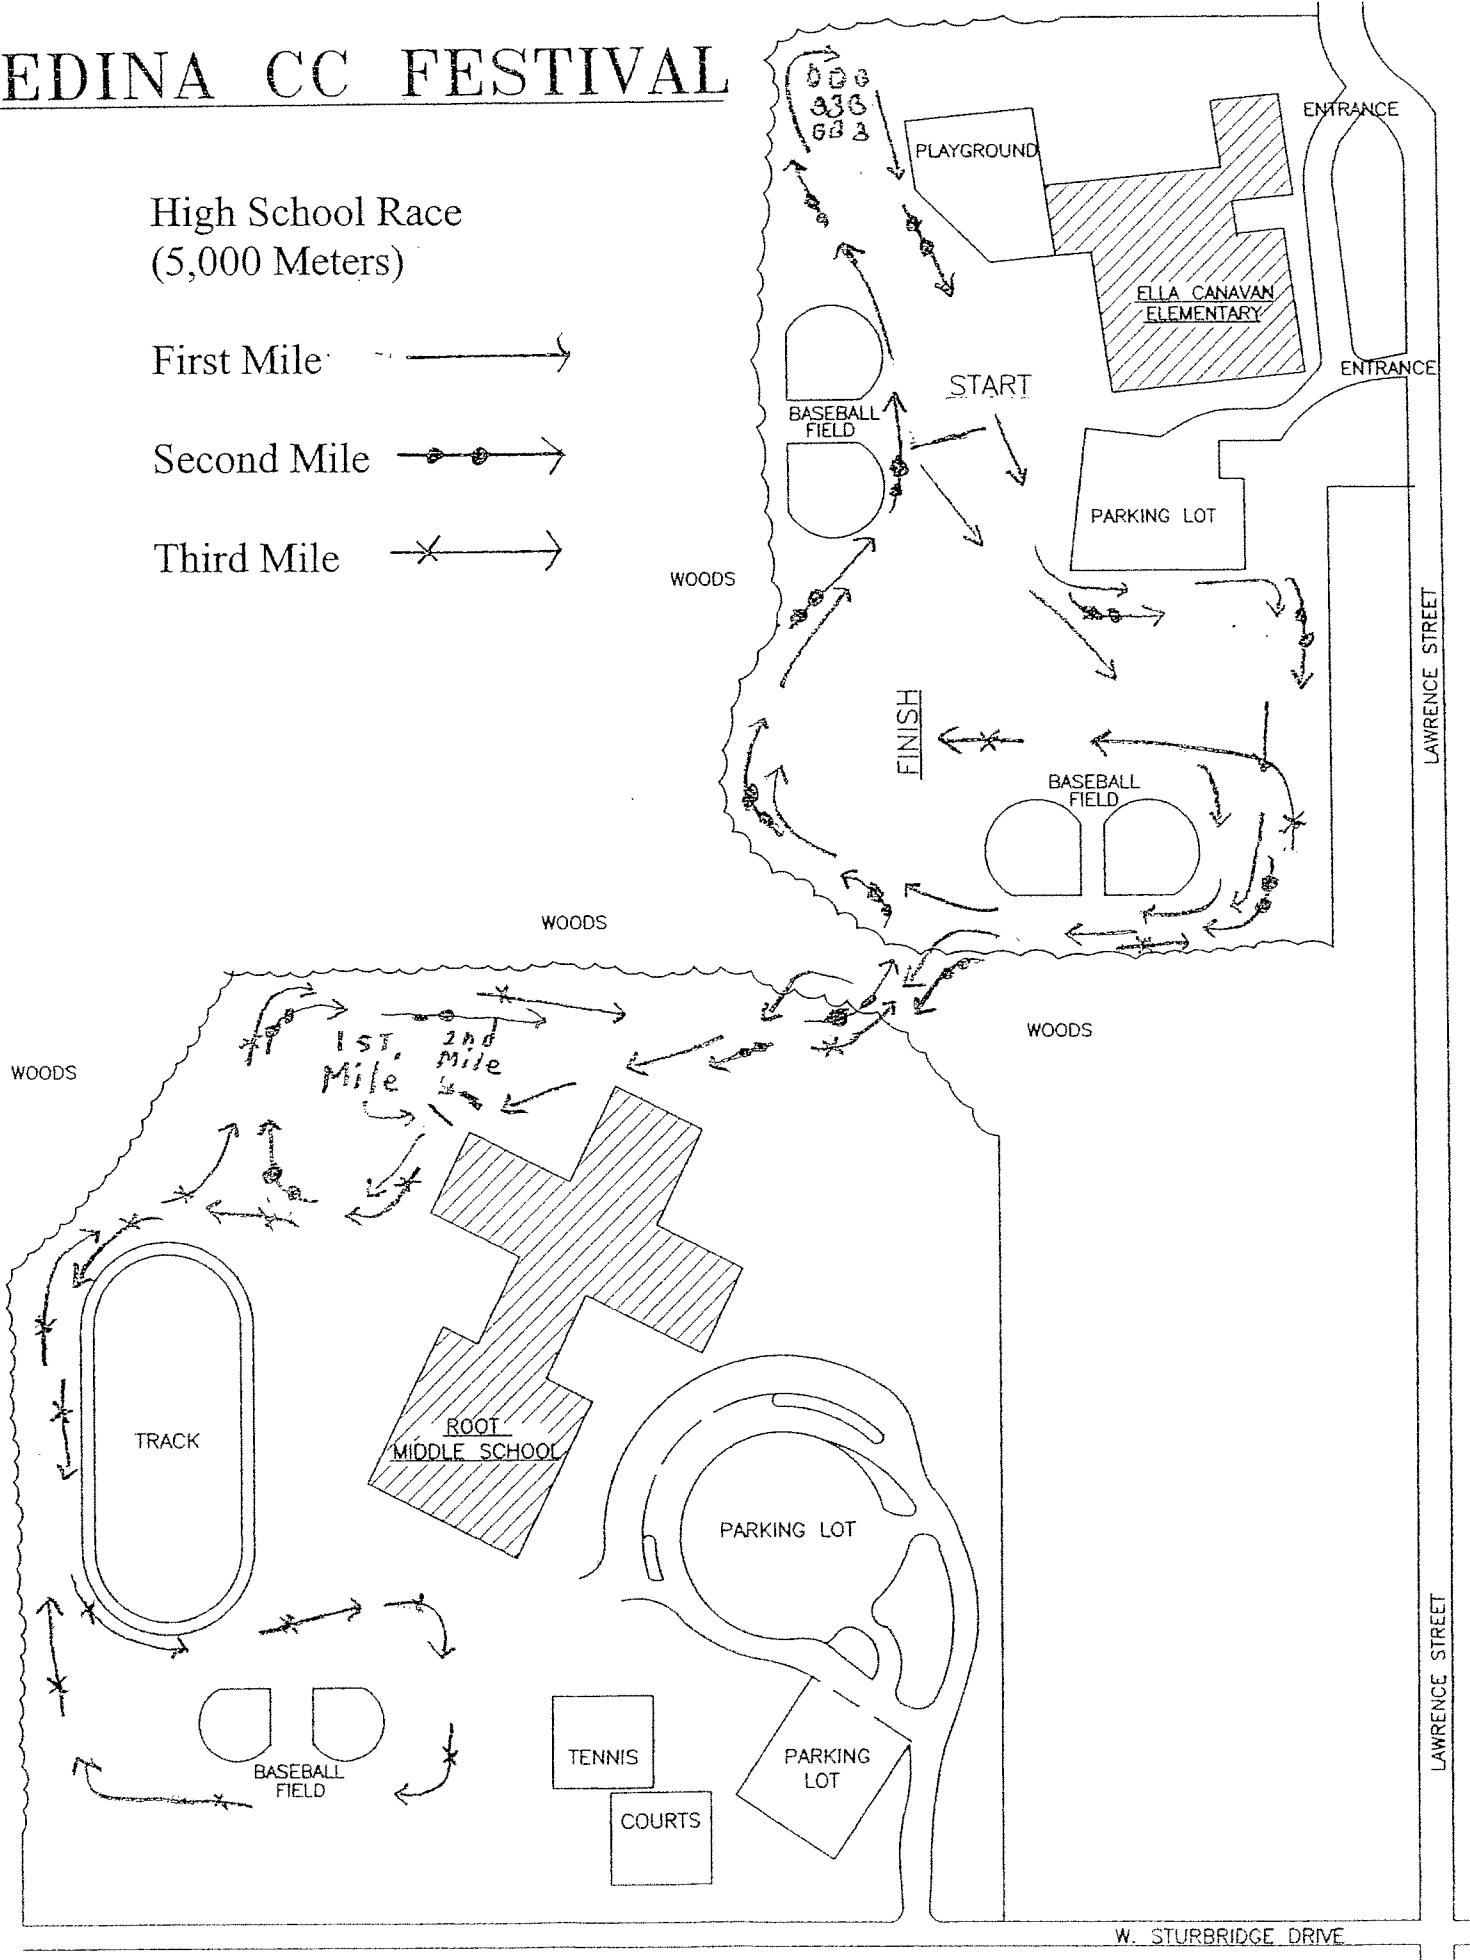 EDINA CC FESTIVAL
High School Race
(5,000 Meters)
First Mile
Second Mile
Third Mile
PLAYGROUND
ENTRANCE
ELLA CANAVAN
ELEMENTARY
ENTRANCE
START
BASEBALL
FIELD
PARKING LOT
WOODS
LAWRENCE STREET
FINISH
BASEBALL
FIELD
WOODS
WOODS
WOODS
1ST.
Mile
2nd
Mile
TRACK
ROOT
MIDDLE SCHOOL
PARKING LOT
LAWRENCE STREET
BASEBALL
FIELD
TENNIS
COURTS
PARKING
LOT
W. STURBRIDGE DRIVE